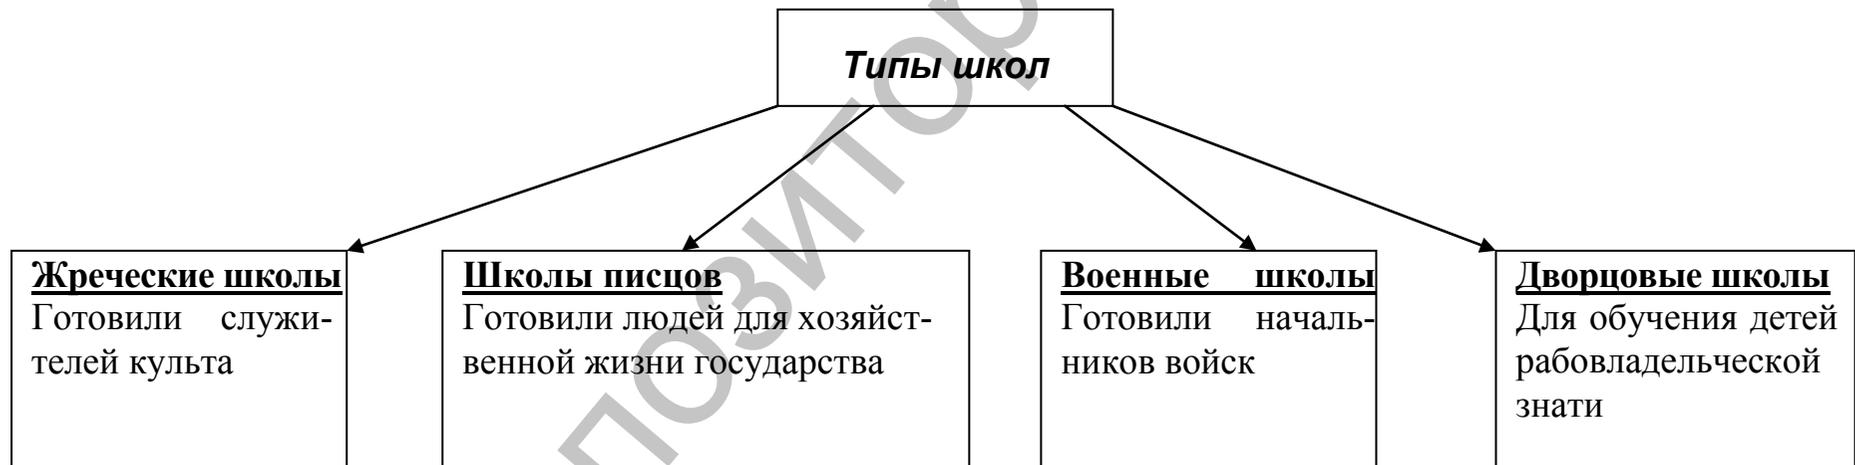 Типы школ
Жреческие школы
Готовили служи-
телей культа
Школы писцов
Готовили людей для хозяйст-
венной жизни государства
Военные школы
Готовили началь-
ников войск
Дворцовые школы
Для обучения детей
рабовладельческой
знати
позитор